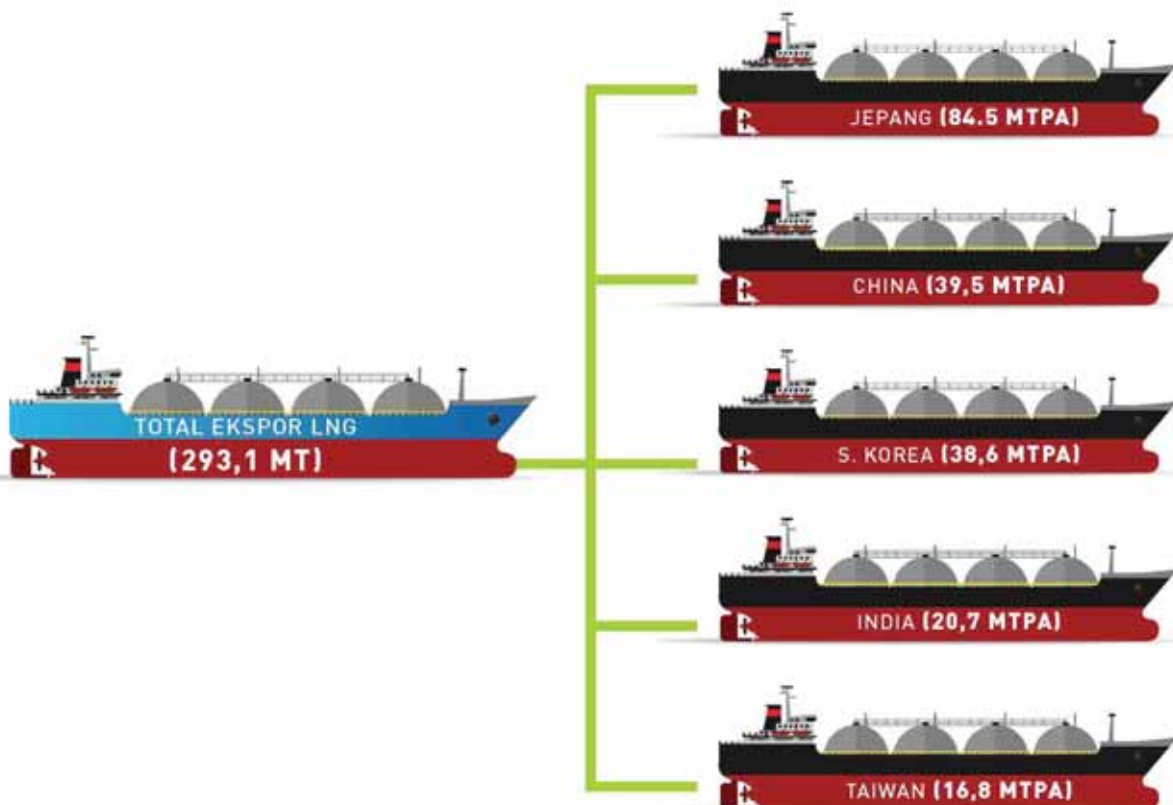 JEPANG (84.5 MTPA)
CHINA (39,5 MTPA)
TOTAL EKSPOR LNG
(293,1 MT)
S. KOREA (38,6 MTPA)
INDIA (20,7 MTPA)
TAIWAN (16,8 MTPA)